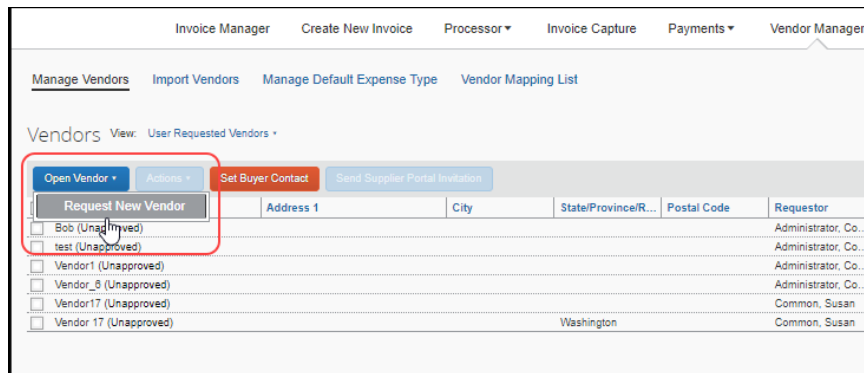 Invoice Manager Create New Invoice Processor Invoice Capture Payments Vendor Manager
Manage Vendors Import Vendors Manage Default Expense Type Vendor Mapping List
Vendors View: User Requested Vendors
Open Vendor Actions Set Buyer Contact Send Supplier Portal Invitation
Request New Vendor Address 1 City State/Province/R... Postal Code Requestor
Bob (Unapproved) Administrator, Co...
test (Unapproved) Administrator, Co...
Vendor1 (Unapproved) Administrator, Co...
Vendor_6 (Unapproved) Administrator, Co...
Vendor17 (Unapproved) Common, Susan
Vendor 17 (Unapproved) Washington Common, Susan